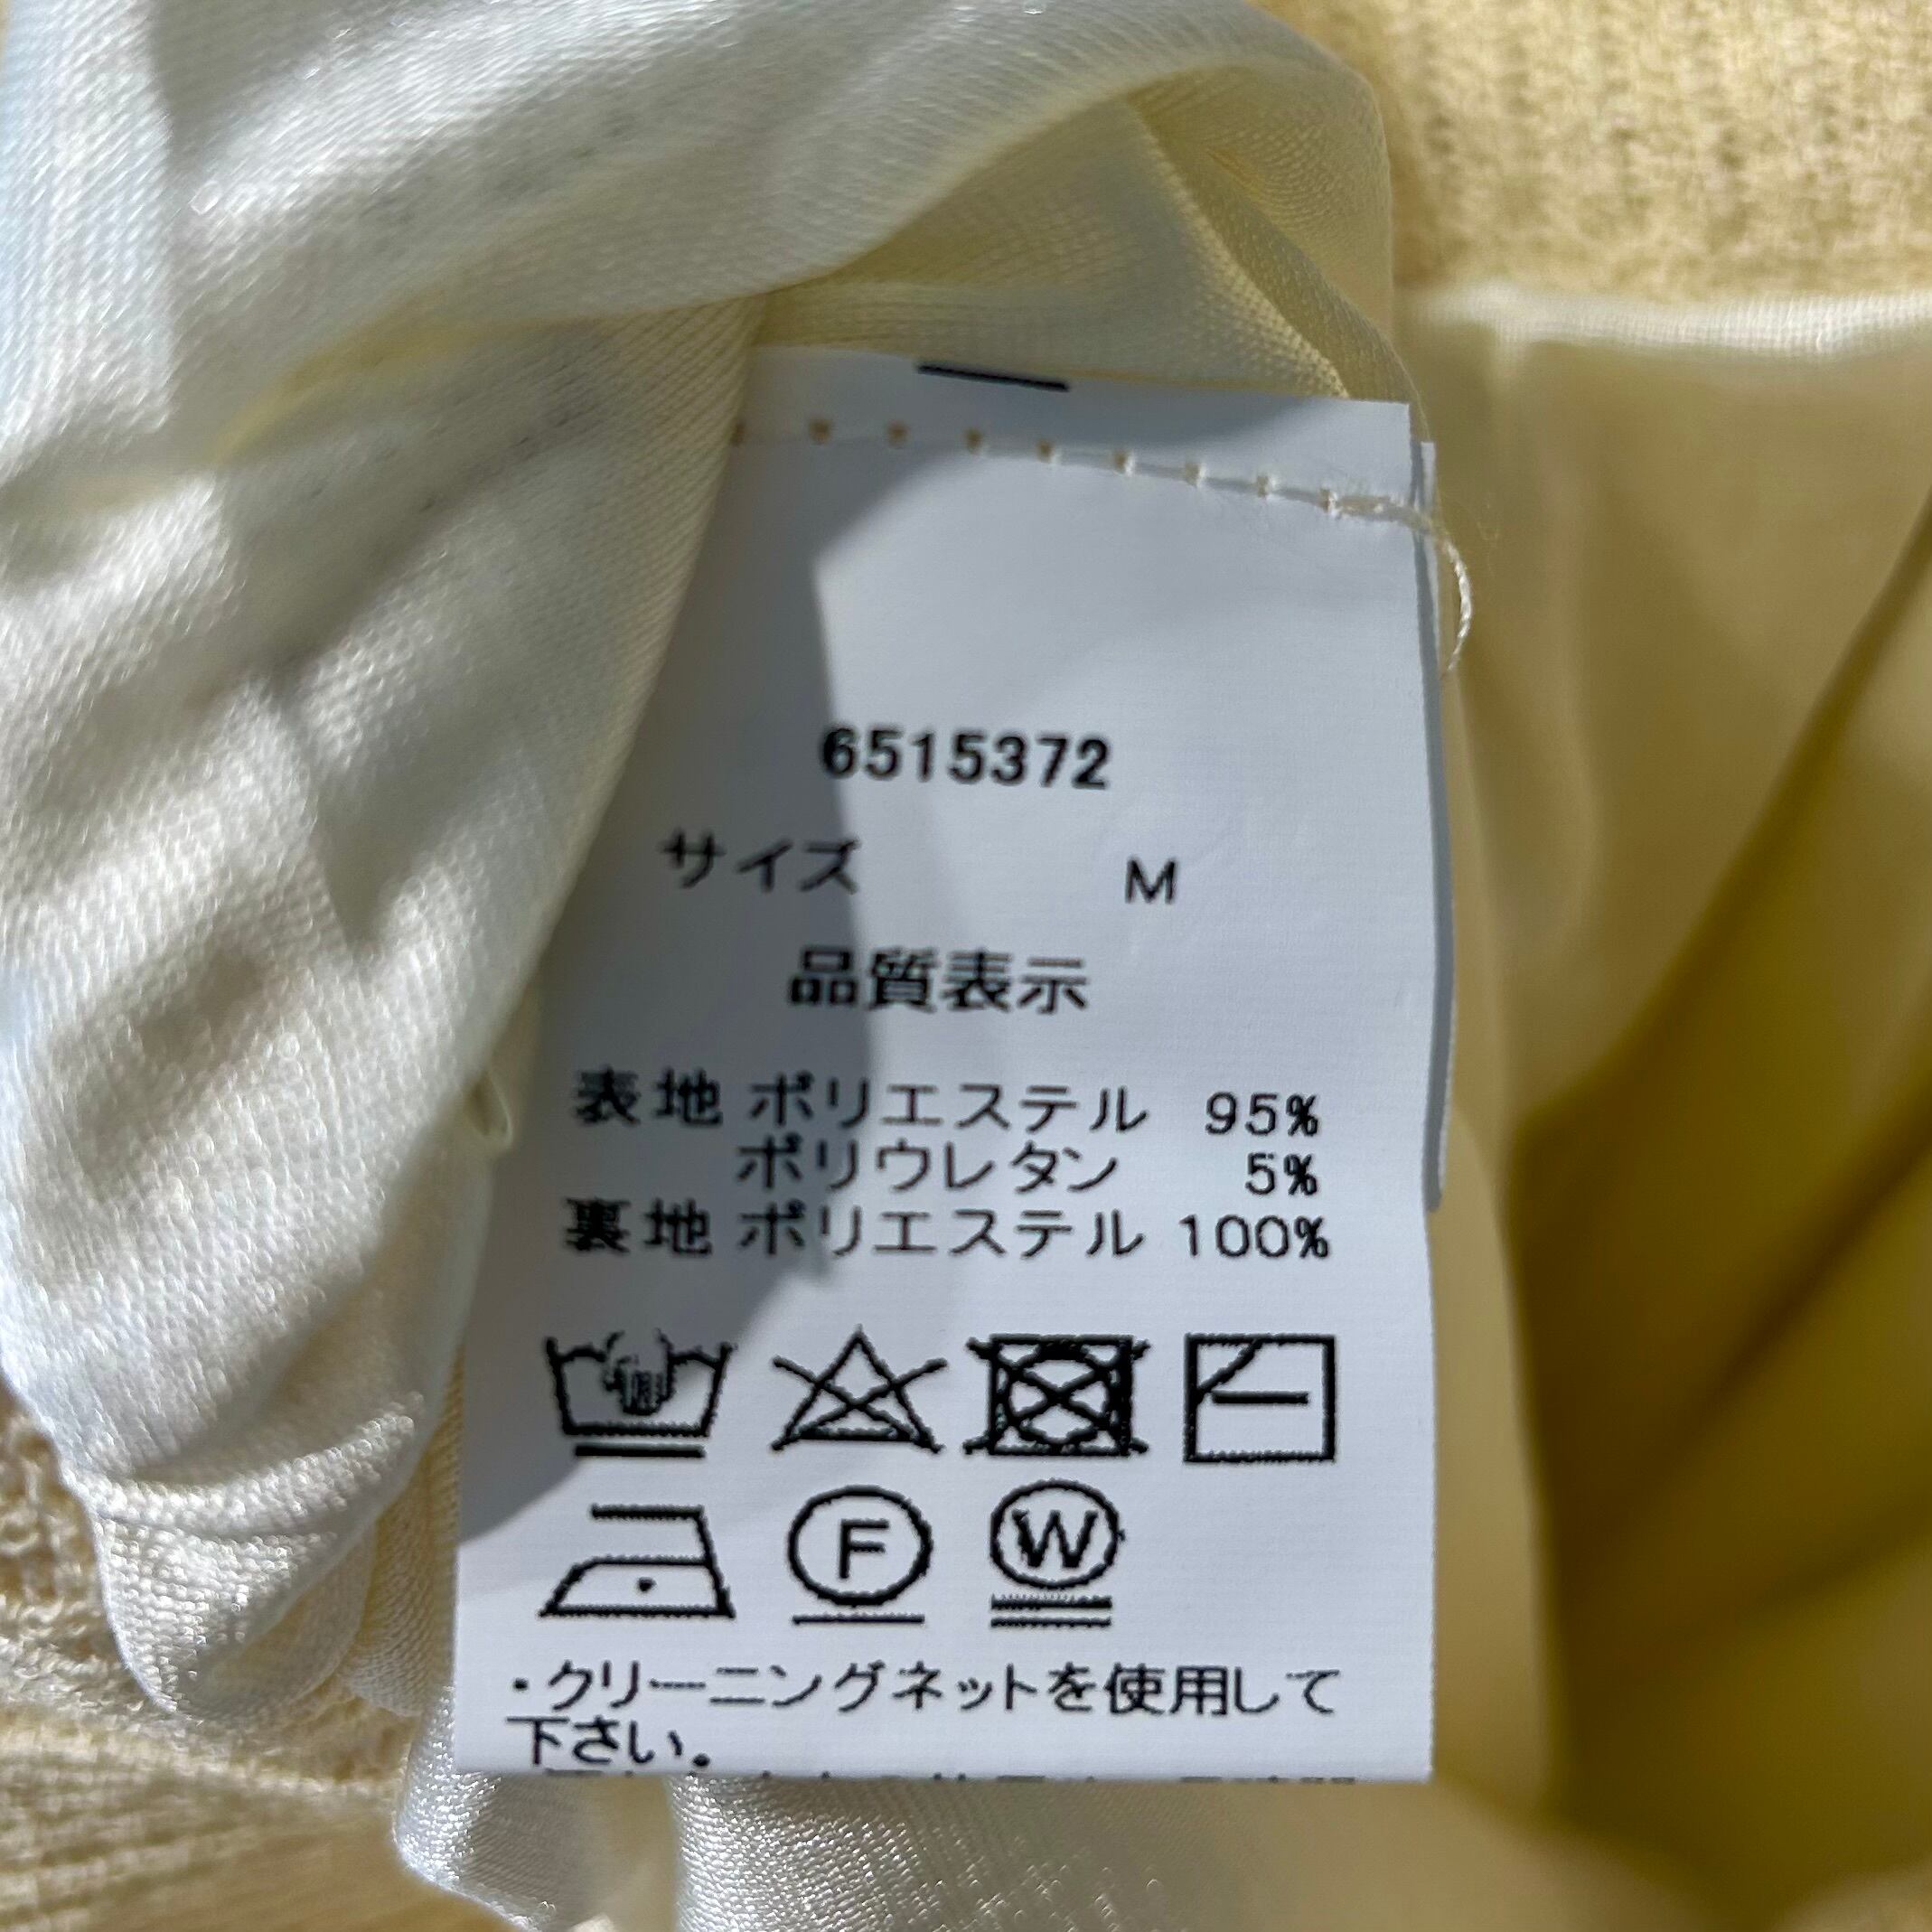 6515372
サイズ M
品質表示
表地 ポリエステル 95%
ポリウレタン 5%
裏地 ポリエステル 100%
F W
・クリーニングネットを使用して
下さい。